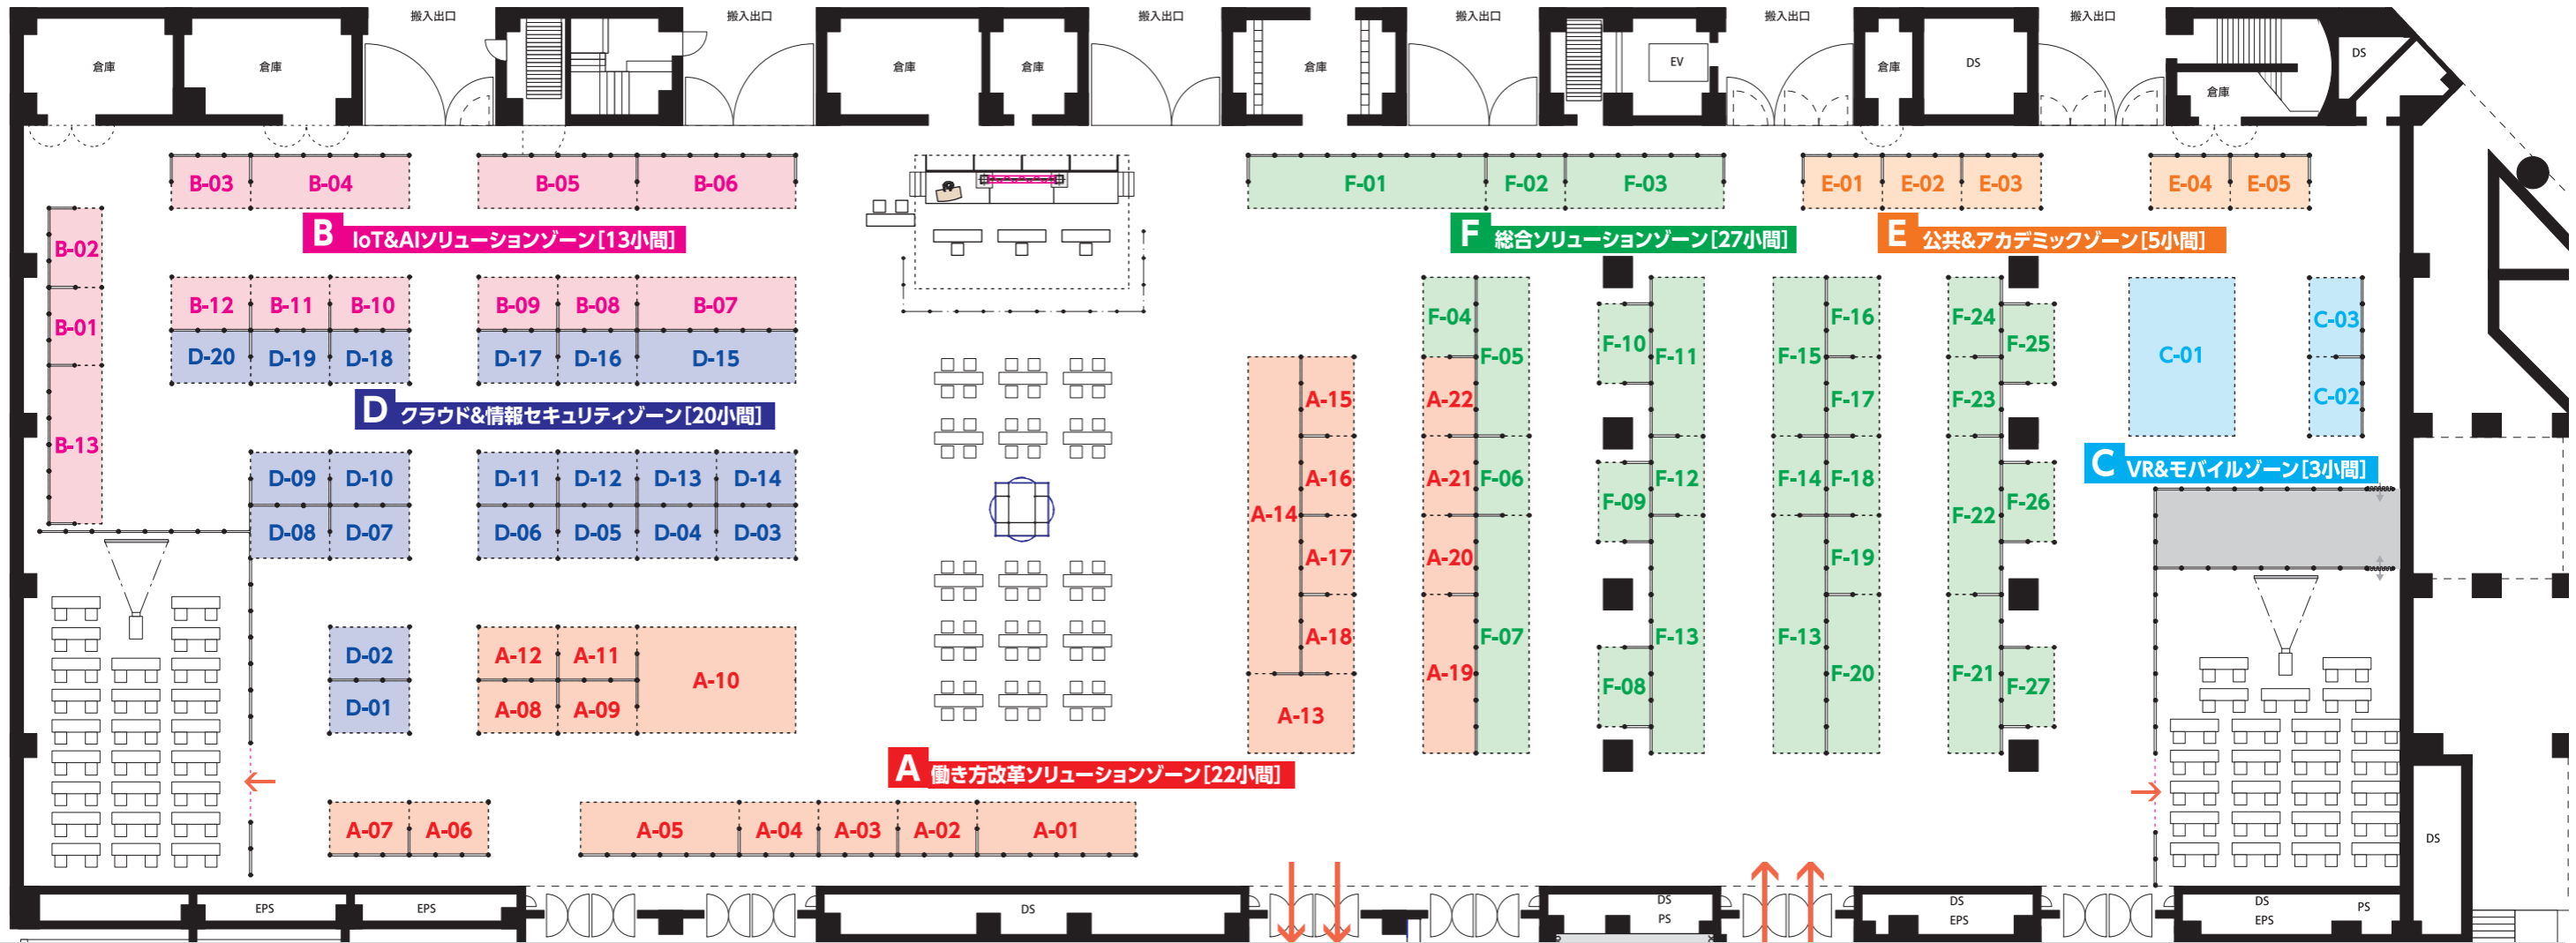 搬入出口
搬入出口
搬入出口
搬入出口
搬入出口
搬入出口
倉庫
倉庫
倉庫
倉庫
倉庫
EV
倉庫
DS
倉庫
DS
B-03
B-04
B-05
B-06
F-01
F-02
F-03
E-01
E-02
E-03
E-04
E-05
B IoT&AIソリューションゾーン[13小間]
F 総合ソリューションゾーン[27小間]
E 公共&アカデミックゾーン[5小間]
B-02
B-01
B-13
B-12
B-11
B-10
B-09
B-08
B-07
D-20
D-19
D-18
D-17
D-16
D-15
D クラウド&情報セキュリティゾーン[20小間]
D-09
D-10
D-11
D-12
D-13
D-14
D-08
D-07
D-06
D-05
D-04
D-03
D-02
D-01
A-12
A-11
A-10
A-08
A-09
A-14
A-15
A-16
A-17
A-18
A-13
F-04
A-22
A-21
A-20
A-19
F-05
F-06
F-07
F-10
F-09
F-08
F-11
F-12
F-13
F-15
F-14
F-13
F-16
F-17
F-18
F-19
F-20
F-24
F-23
F-22
F-21
F-25
F-26
F-27
C-01
C-03
C-02
C VR&モバイルゾーン[3小間]
A 働き方改革ソリューションゾーン[22小間]
A-07
A-06
A-05
A-04
A-03
A-02
A-01
EPS
EPS
DS
DS
PS
DS
EPS
DS
EPS
PS
DS